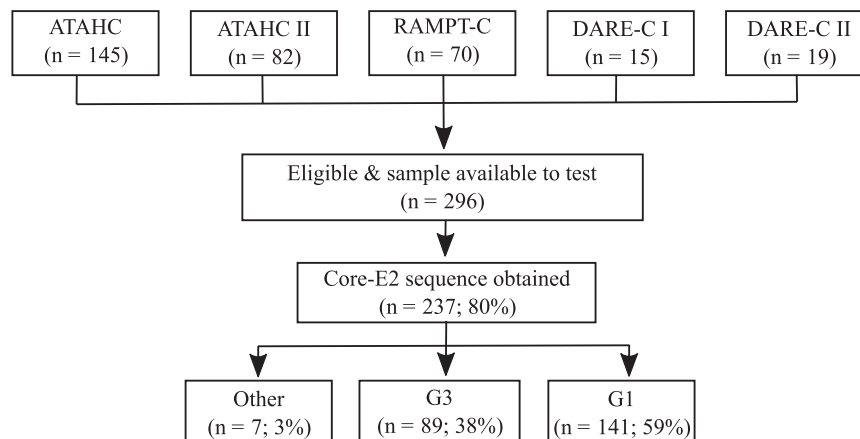 ATAHC
(n = 145)
ATAHC II
(n = 82)
RAMPT-C
(n = 70)
DARE-C I
(n = 15)
DARE-C II
(n = 19)
Eligible & sample available to test
(n = 296)
Core-E2 sequence obtained
(n = 237; 80%)
Other
(n = 7; 3%)
G3
(n = 89; 38%)
G1
(n = 141; 59%)